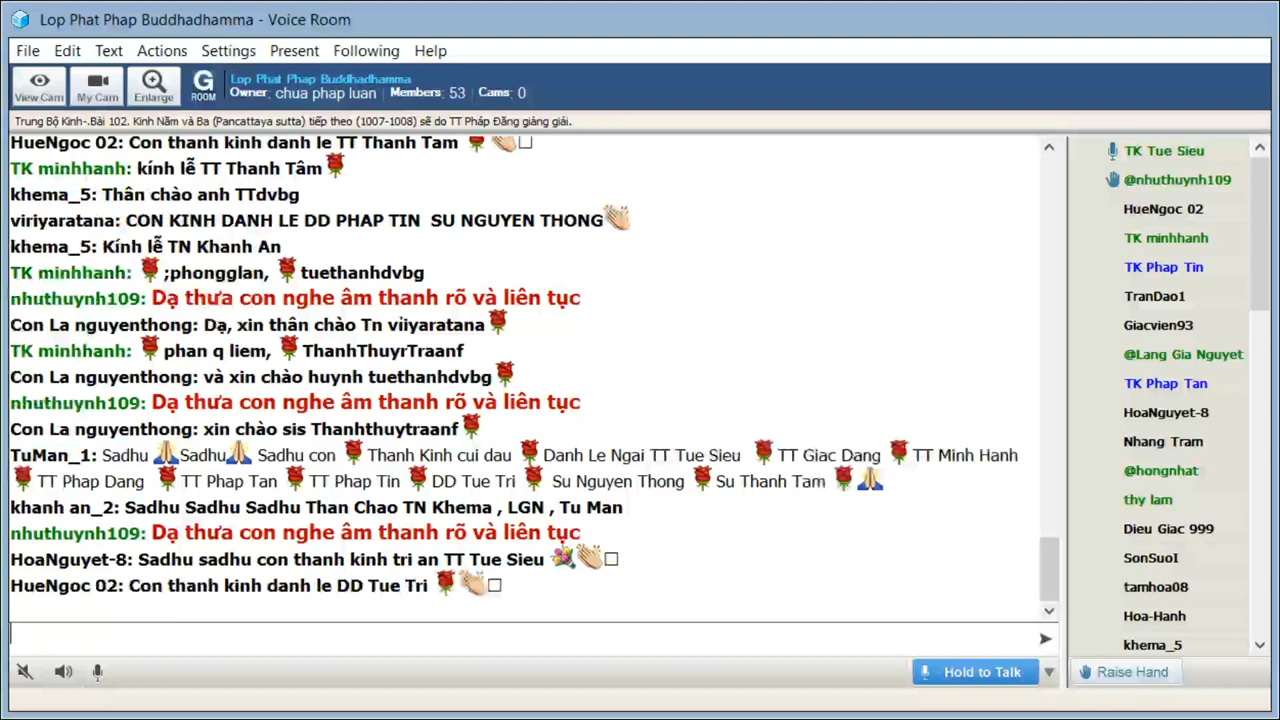 Lop Phat Phap Buddhadhamma - Voice Room
File Edit Text Actions Settings Present Following Help
View Cam My Cam Enlarge G ROOM
Lop Phat Phap Buddhadhamma
Owner: chua phap luan Members: 53 Cams: 0
Trung Bộ Kinh-.Bài 102. Kinh Năm và Ba (Pancattaya sutta) tiếp theo (1007-1008) sẽ do TT Pháp Đăng giảng giải.
HueNgoc 02: Con thanh kinh danh le TT Thanh Tam 🌹👏□
TK minhhanh: kính lễ TT Thanh Tâm🌹
khema_5: Thân chào anh TTdvbg
viriyaratana: CON KINH DANH LE DD PHAP TIN SU NGUYEN THONG👏
khema_5: Kính lễ TN Khanh An
TK minhhanh: 🌹;phongglan, 🌹tuethanhdvbg
nhuthuynh109: Dạ thưa con nghe âm thanh rõ và liên tục
Con La nguyenthong: Dạ, xin thân chào Tn viiyaratana🌹
TK minhhanh: 🌹phan q liem, 🌹ThanhThuyrTraanf
Con La nguyenthong: và xin chào huynh tuethanhdvbg🌹
nhuthuynh109: Dạ thưa con nghe âm thanh rõ và liên tục
Con La nguyenthong: xin chào sis Thanhthuytraanf🌹
TuMan_1: Sadhu 🙏Sadhu🙏 Sadhu con 🌹Thanh Kinh cui dau 🌹Danh Le Ngai TT Tue Sieu 🌹TT Giac Dang 🌹TT Minh Hanh
🌹TT Phap Dang 🌹TT Phap Tan 🌹TT Phap Tin 🌹DD Tue Tri 🌹 Su Nguyen Thong 🌹Su Thanh Tam 🌹🙏
khanh an_2: Sadhu Sadhu Sadhu Than Chao TN Khema , LGN , Tu Man
nhuthuynh109: Dạ thưa con nghe âm thanh rõ và liên tục
HoaNguyet-8: Sadhu sadhu con thanh kinh tri an TT Tue Sieu 💐👏□
HueNgoc 02: Con thanh kinh danh le DD Tue Tri 🌹👏□
TK Tue Sieu
@nhuthuynh109
HueNgoc 02
TK minhhanh
TK Phap Tin
TranDao1
Giacvien93
@Lang Gia Nguyet
TK Phap Tan
HoaNguyet-8
Nhang Tram
@hongnhat
thy lam
Dieu Giac 999
SonSuoI
tamhoa08
Hoa-Hanh
khema_5
Hold to Talk
Raise Hand